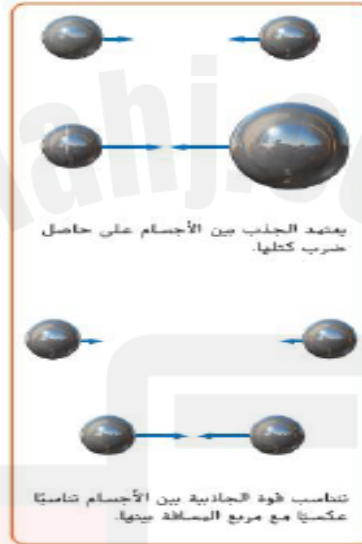 يعتمد الجذب بين الأجسام على حاصل
ضرب كتلها.
تتناسب قوة الجاذبية بين الأجسام تناسبًا
عكسيًا مع مربع المسافة بينها.